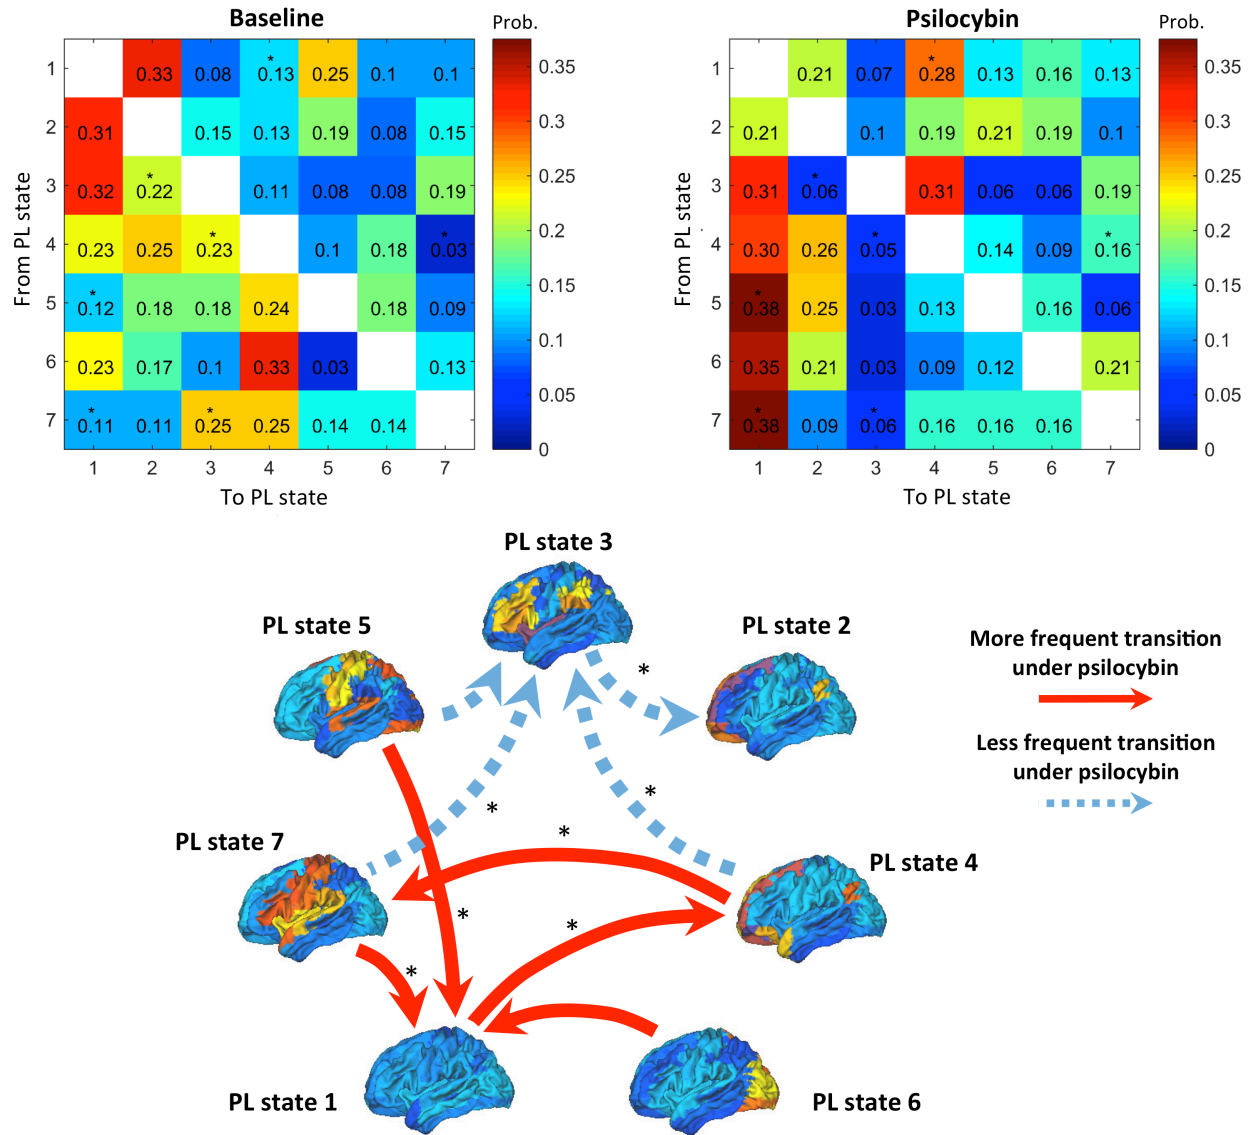 Baseline
Prob.
1 0.33 0.08 *0.13 0.25 0.1 0.1
2 0.31 0.15 0.13 0.19 0.08 0.15
3 0.32 *0.22 0.11 0.08 0.08 0.19
4 0.23 0.25 *0.23 0.1 0.18 *0.03
5 *0.12 0.18 0.18 0.24 0.18 0.09
6 0.23 0.17 0.1 0.33 0.03 0.13
7 *0.11 0.11 *0.25 0.25 0.14 0.14
1 2 3 4 5 6 7
From PL state
To PL state
0.35
0.3
0.25
0.2
0.15
0.1
0.05
0
Psilocybin
Prob.
1 0.21 0.07 *0.28 0.13 0.16 0.13
2 0.21 0.1 0.19 0.21 0.19 0.1
3 0.31 *0.06 0.31 0.06 0.06 0.19
4 0.30 0.26 *0.05 0.14 0.09 *0.16
5 *0.38 0.25 0.03 0.13 0.16 0.06
6 0.35 0.21 0.03 0.09 0.12 0.21
7 *0.38 0.09 *0.06 0.16 0.16 0.16
1 2 3 4 5 6 7
From PL state
To PL state
0.35
0.3
0.25
0.2
0.15
0.1
0.05
0
PL state 3
PL state 5
PL state 2
*
More frequent transition
under psilocybin
Less frequent transition
under psilocybin
*
*
*
PL state 7
PL state 4
*
*
*
PL state 1
PL state 6